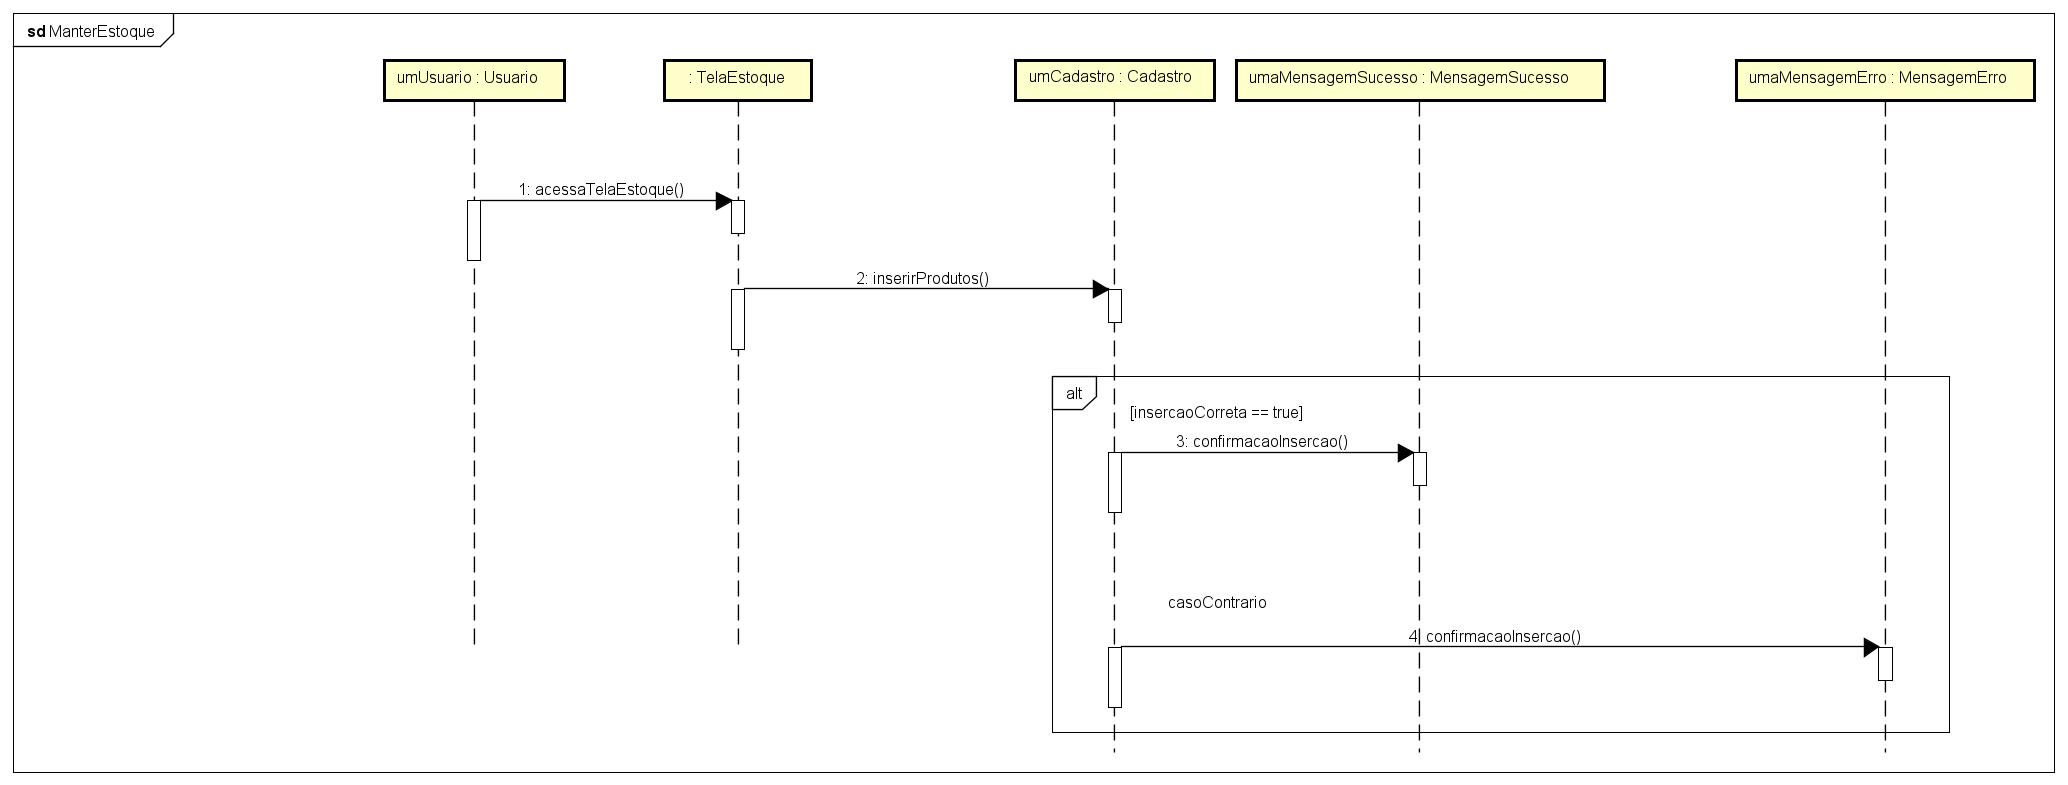 sd ManterEstoque
umUsuario : Usuario
: TelaEstoque
umCadastro : Cadastro
umaMensagemSucesso : MensagemSucesso
umaMensagemErro : MensagemErro
1: acessaTelaEstoque()
2: inserirProdutos()
alt
[insercaoCorreta == true]
3: confirmacaoInsercao()
casoContrario
4: confirmacaoInsercao()